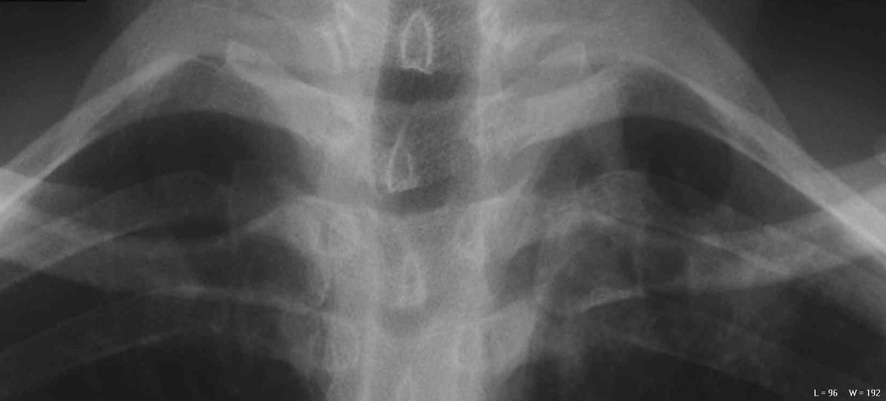 L = 96 W = 192